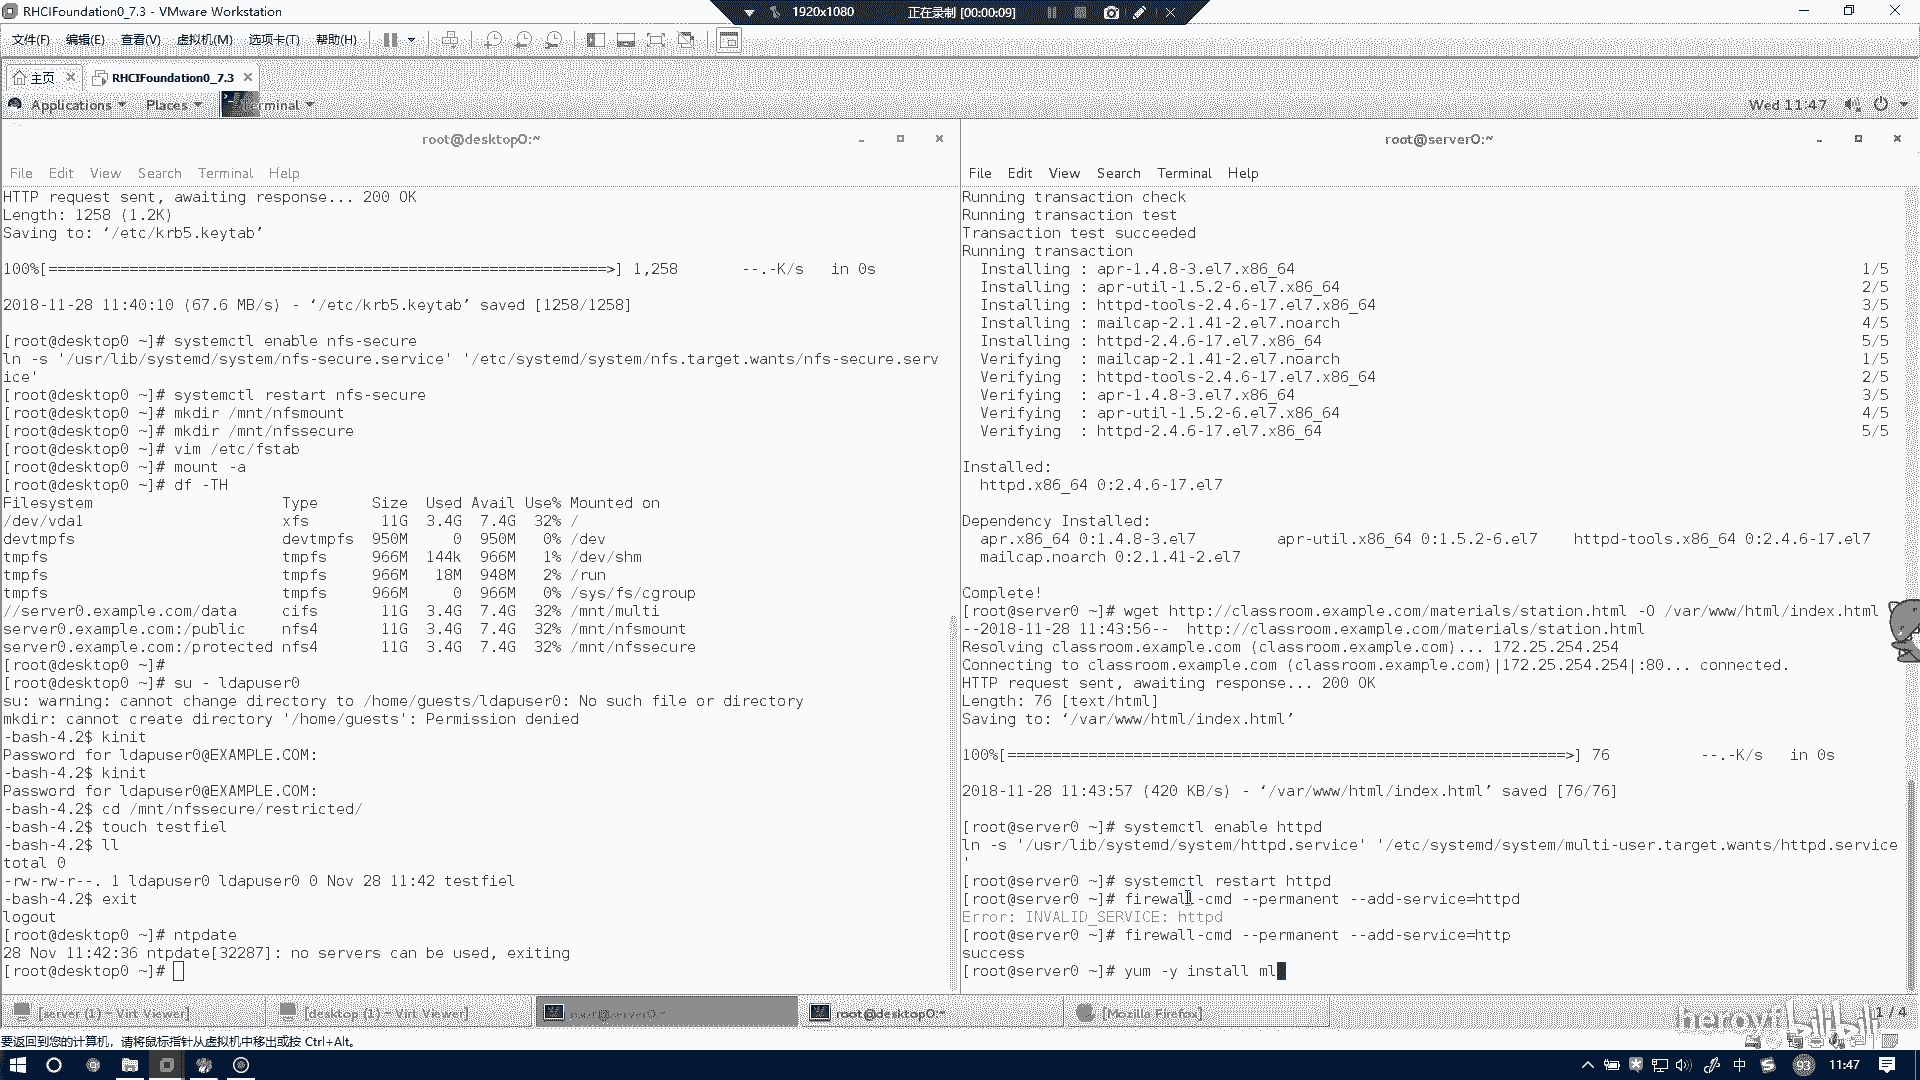 RHCIFoundation0_7.3 - VMware Workstation
1920x1080
正在录制 [00:00:09]
文件(F) 编辑(E) 查看(V) 虚拟机(M) 选项卡(T) 帮助(H)
主页
RHCIFoundation0_7.3
Applications Places Terminal
Wed 11:47
root@desktop0:~
File Edit View Search Terminal Help
HTTP request sent, awaiting response... 200 OK
Length: 1258 (1.2K)
Saving to: ‘/etc/krb5.keytab’
100%[==============================================================>] 1,258       --.-K/s   in 0s
2018-11-28 11:40:10 (67.6 MB/s) - ‘/etc/krb5.keytab’ saved [1258/1258]
[root@desktop0 ~]# systemctl enable nfs-secure
ln -s '/usr/lib/systemd/system/nfs-secure.service' '/etc/systemd/system/nfs.target.wants/nfs-secure.serv
ice'
[root@desktop0 ~]# systemctl restart nfs-secure
[root@desktop0 ~]# mkdir /mnt/nfsmount
[root@desktop0 ~]# mkdir /mnt/nfssecure
[root@desktop0 ~]# vim /etc/fstab
[root@desktop0 ~]# mount -a
[root@desktop0 ~]# df -TH
Filesystem                     Type      Size  Used Avail Use% Mounted on
/dev/vda1                      xfs        11G  3.4G  7.4G  32% /
devtmpfs                       devtmpfs  950M     0  950M   0% /dev
tmpfs                          tmpfs     966M  144k  966M   1% /dev/shm
tmpfs                          tmpfs     966M   18M  948M   2% /run
tmpfs                          tmpfs     966M     0  966M   0% /sys/fs/cgroup
//server0.example.com/data     cifs       11G  3.4G  7.4G  32% /mnt/multi
server0.example.com:/public    nfs4       11G  3.4G  7.4G  32% /mnt/nfsmount
server0.example.com:/protected nfs4       11G  3.4G  7.4G  32% /mnt/nfssecure
[root@desktop0 ~]#
[root@desktop0 ~]# su - ldapuser0
su: warning: cannot change directory to /home/guests/ldapuser0: No such file or directory
mkdir: cannot create directory '/home/guests': Permission denied
-bash-4.2$ kinit
Password for ldapuser0@EXAMPLE.COM:
-bash-4.2$ kinit
Password for ldapuser0@EXAMPLE.COM:
-bash-4.2$ cd /mnt/nfssecure/restricted/
-bash-4.2$ touch testfiel
-bash-4.2$ ll
total 0
-rw-rw-r--. 1 ldapuser0 ldapuser0 0 Nov 28 11:42 testfiel
-bash-4.2$ exit
logout
[root@desktop0 ~]# ntpdate
28 Nov 11:42:36 ntpdate[32287]: no servers can be used, exiting
[root@desktop0 ~]#
root@server0:~
File Edit View Search Terminal Help
Running transaction check
Running transaction test
Transaction test succeeded
Running transaction
  Installing : apr-1.4.8-3.el7.x86_64 1/5
  Installing : apr-util-1.5.2-6.el7.x86_64 2/5
  Installing : httpd-tools-2.4.6-17.el7.x86_64 3/5
  Installing : mailcap-2.1.41-2.el7.noarch 4/5
  Installing : httpd-2.4.6-17.el7.x86_64 5/5
  Verifying  : mailcap-2.1.41-2.el7.noarch 1/5
  Verifying  : httpd-tools-2.4.6-17.el7.x86_64 2/5
  Verifying  : apr-1.4.8-3.el7.x86_64 3/5
  Verifying  : apr-util-1.5.2-6.el7.x86_64 4/5
  Verifying  : httpd-2.4.6-17.el7.x86_64 5/5
Installed:
  httpd.x86_64 0:2.4.6-17.el7
Dependency Installed:
  apr.x86_64 0:1.4.8-3.el7         apr-util.x86_64 0:1.5.2-6.el7    httpd-tools.x86_64 0:2.4.6-17.el7
  mailcap.noarch 0:2.1.41-2.el7
Complete!
[root@server0 ~]# wget http://classroom.example.com/materials/station.html -O /var/www/html/index.html
--2018-11-28 11:43:56--  http://classroom.example.com/materials/station.html
Resolving classroom.example.com (classroom.example.com)... 172.25.254.254
Connecting to classroom.example.com (classroom.example.com)|172.25.254.254|:80... connected.
HTTP request sent, awaiting response... 200 OK
Length: 76 [text/html]
Saving to: ‘/var/www/html/index.html’
100%[==============================================================>] 76          --.-K/s   in 0s
2018-11-28 11:43:57 (420 KB/s) - ‘/var/www/html/index.html’ saved [76/76]
[root@server0 ~]# systemctl enable httpd
ln -s '/usr/lib/systemd/system/httpd.service' '/etc/systemd/system/multi-user.target.wants/httpd.service
'
[root@server0 ~]# systemctl restart httpd
[root@server0 ~]# firewall-cmd --permanent --add-service=httpd
Error: INVALID_SERVICE: httpd
[root@server0 ~]# firewall-cmd --permanent --add-service=http
success
[root@server0 ~]# yum -y install ml
[server (1) - Virt Viewer]
[desktop (1) - Virt Viewer]
root@server0:~
root@desktop0:~
[Mozilla Firefox]
1 / 4
bilibili
要返回到您的计算机，请将鼠标指针从虚拟机中移出或按 Ctrl+Alt。
中
93
11:47